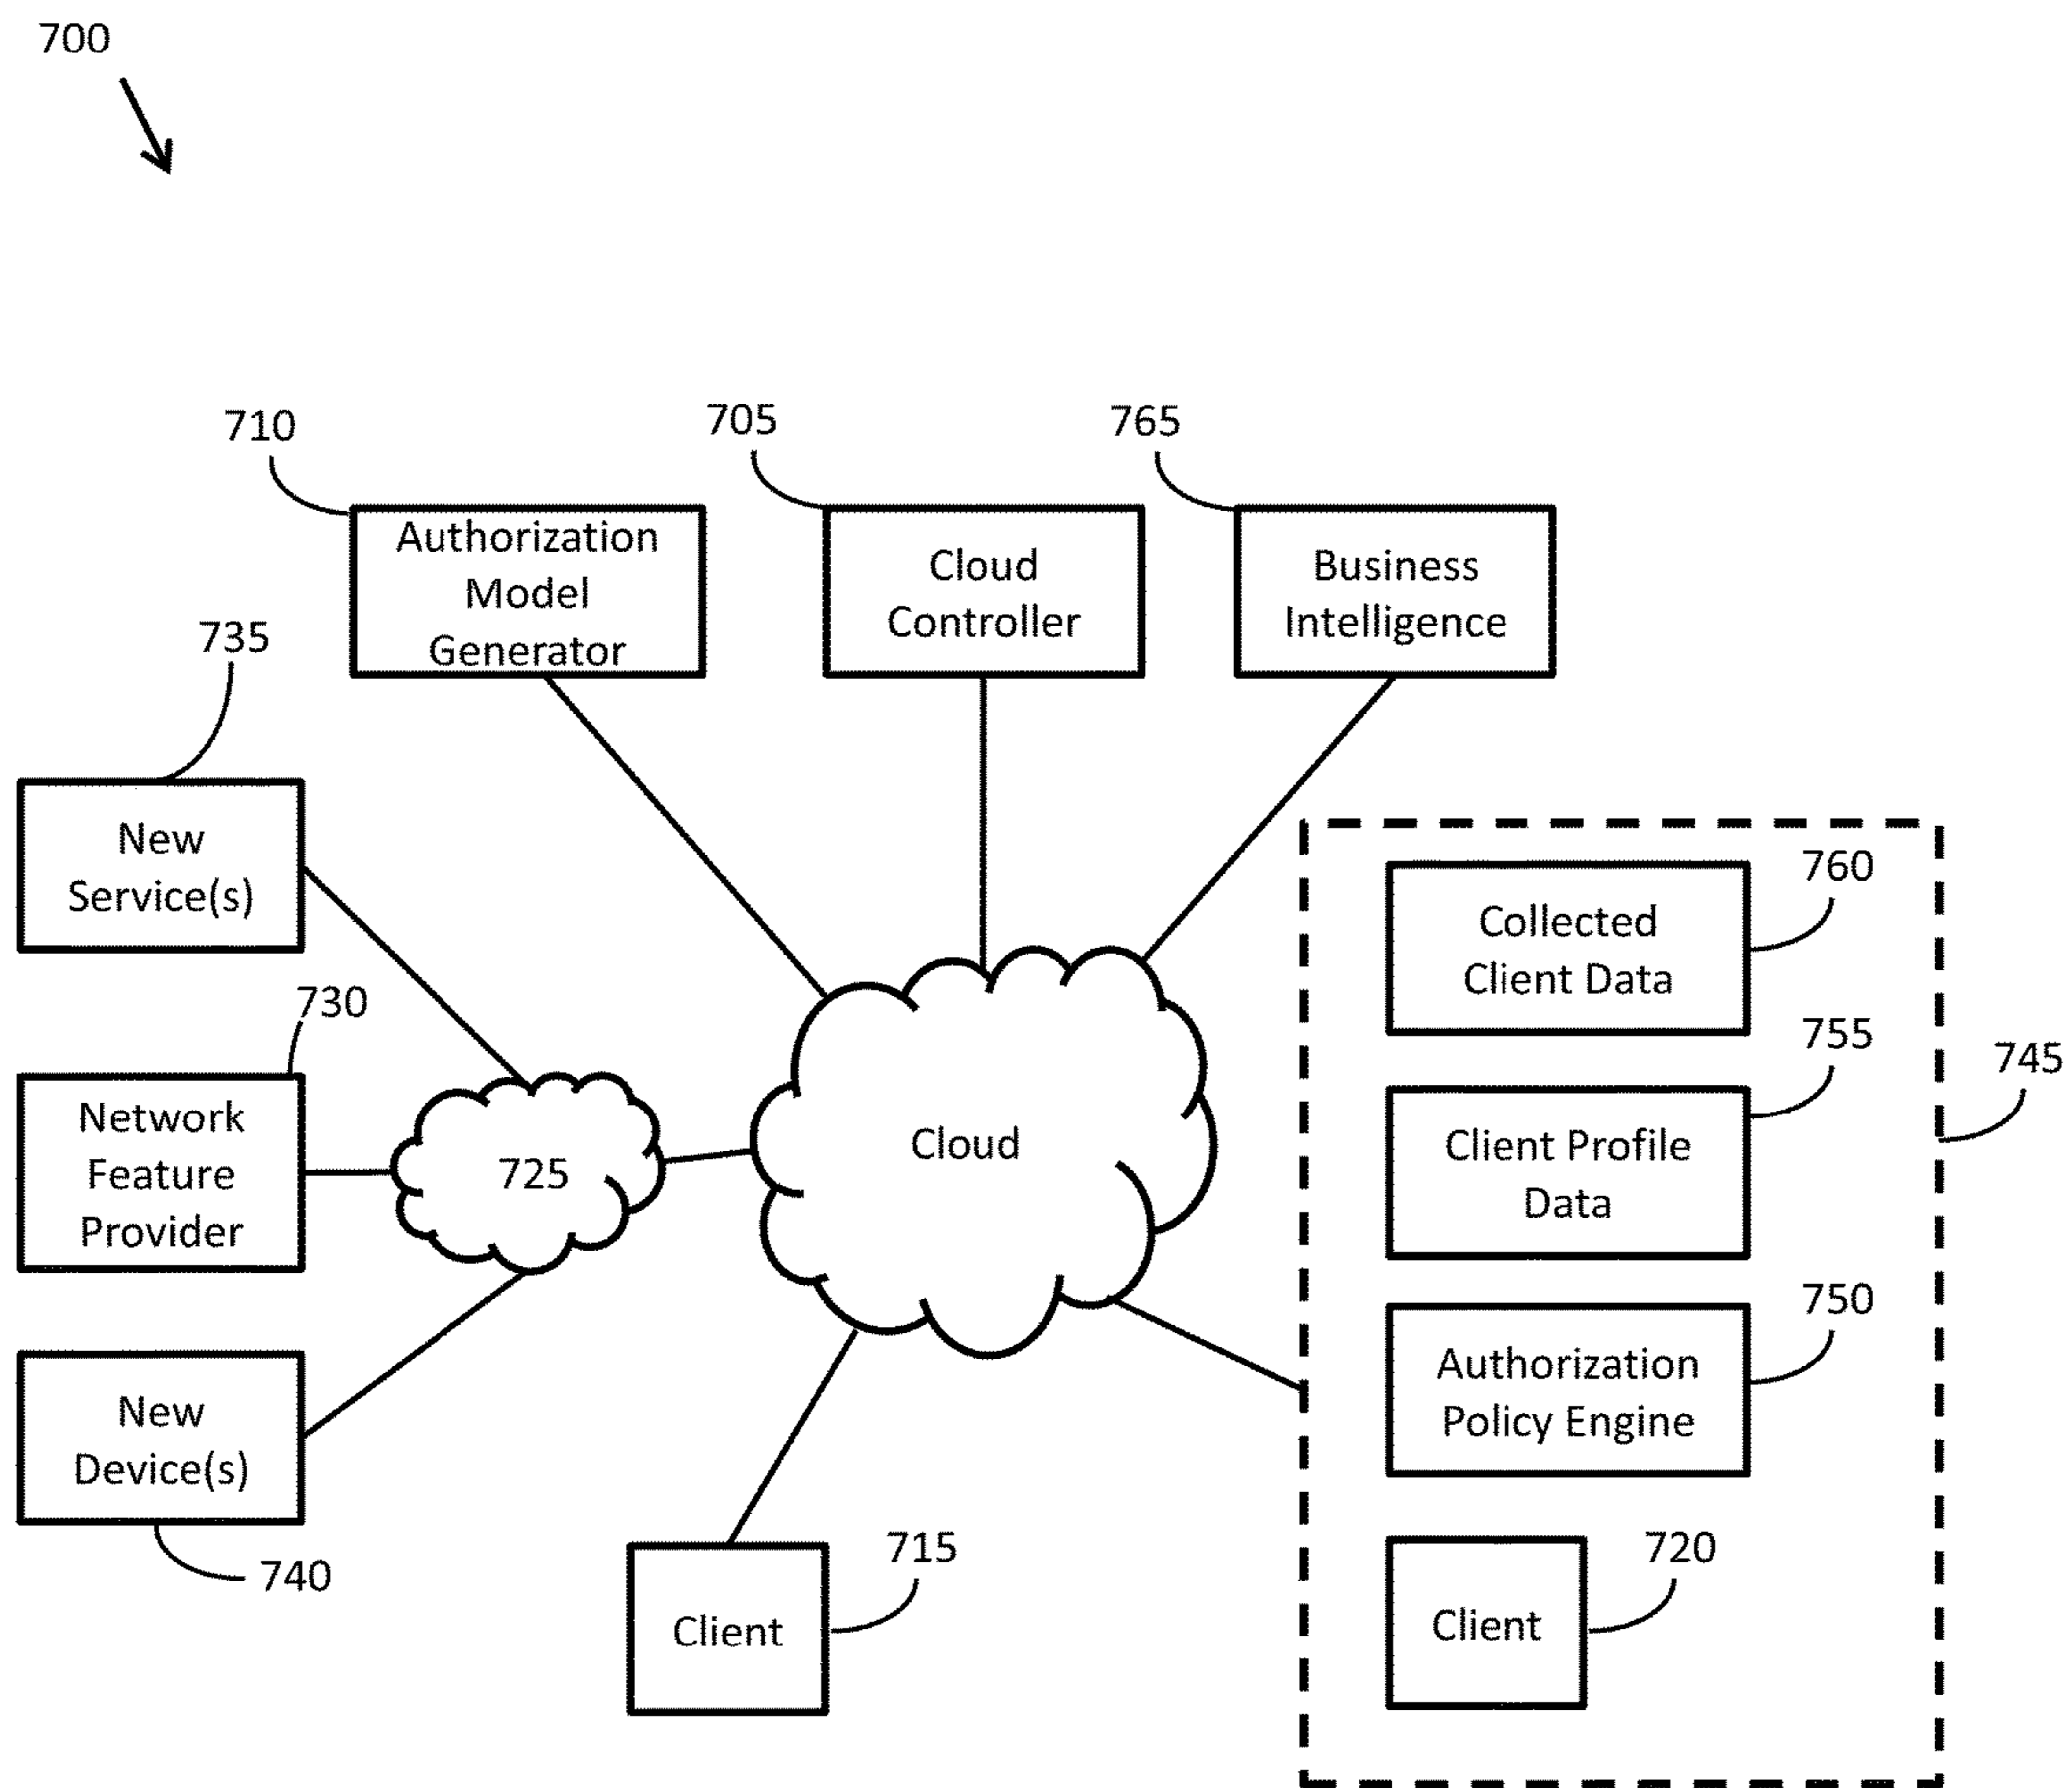 700
710
705
765
Authorization
Model
Generator
Cloud
Controller
Business
Intelligence
735
New
Service(s)
760
Collected
Client Data
730
755
745
Network
Feature
Provider
725
Cloud
Client Profile
Data
750
Authorization
Policy Engine
New
Device(s)
740
715
Client
720
Client